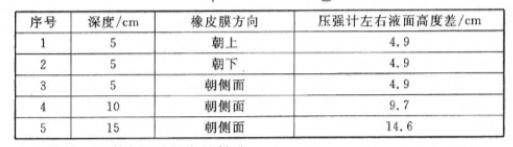 序号 深度/cm 橡皮膜方向 压强计左右液面高度差/cm
1 5 朝上 4.9
2 5 朝下 4.9
3 5 朝侧面 4.9
4 10 朝侧面 9.7
5 15 朝侧面 14.6